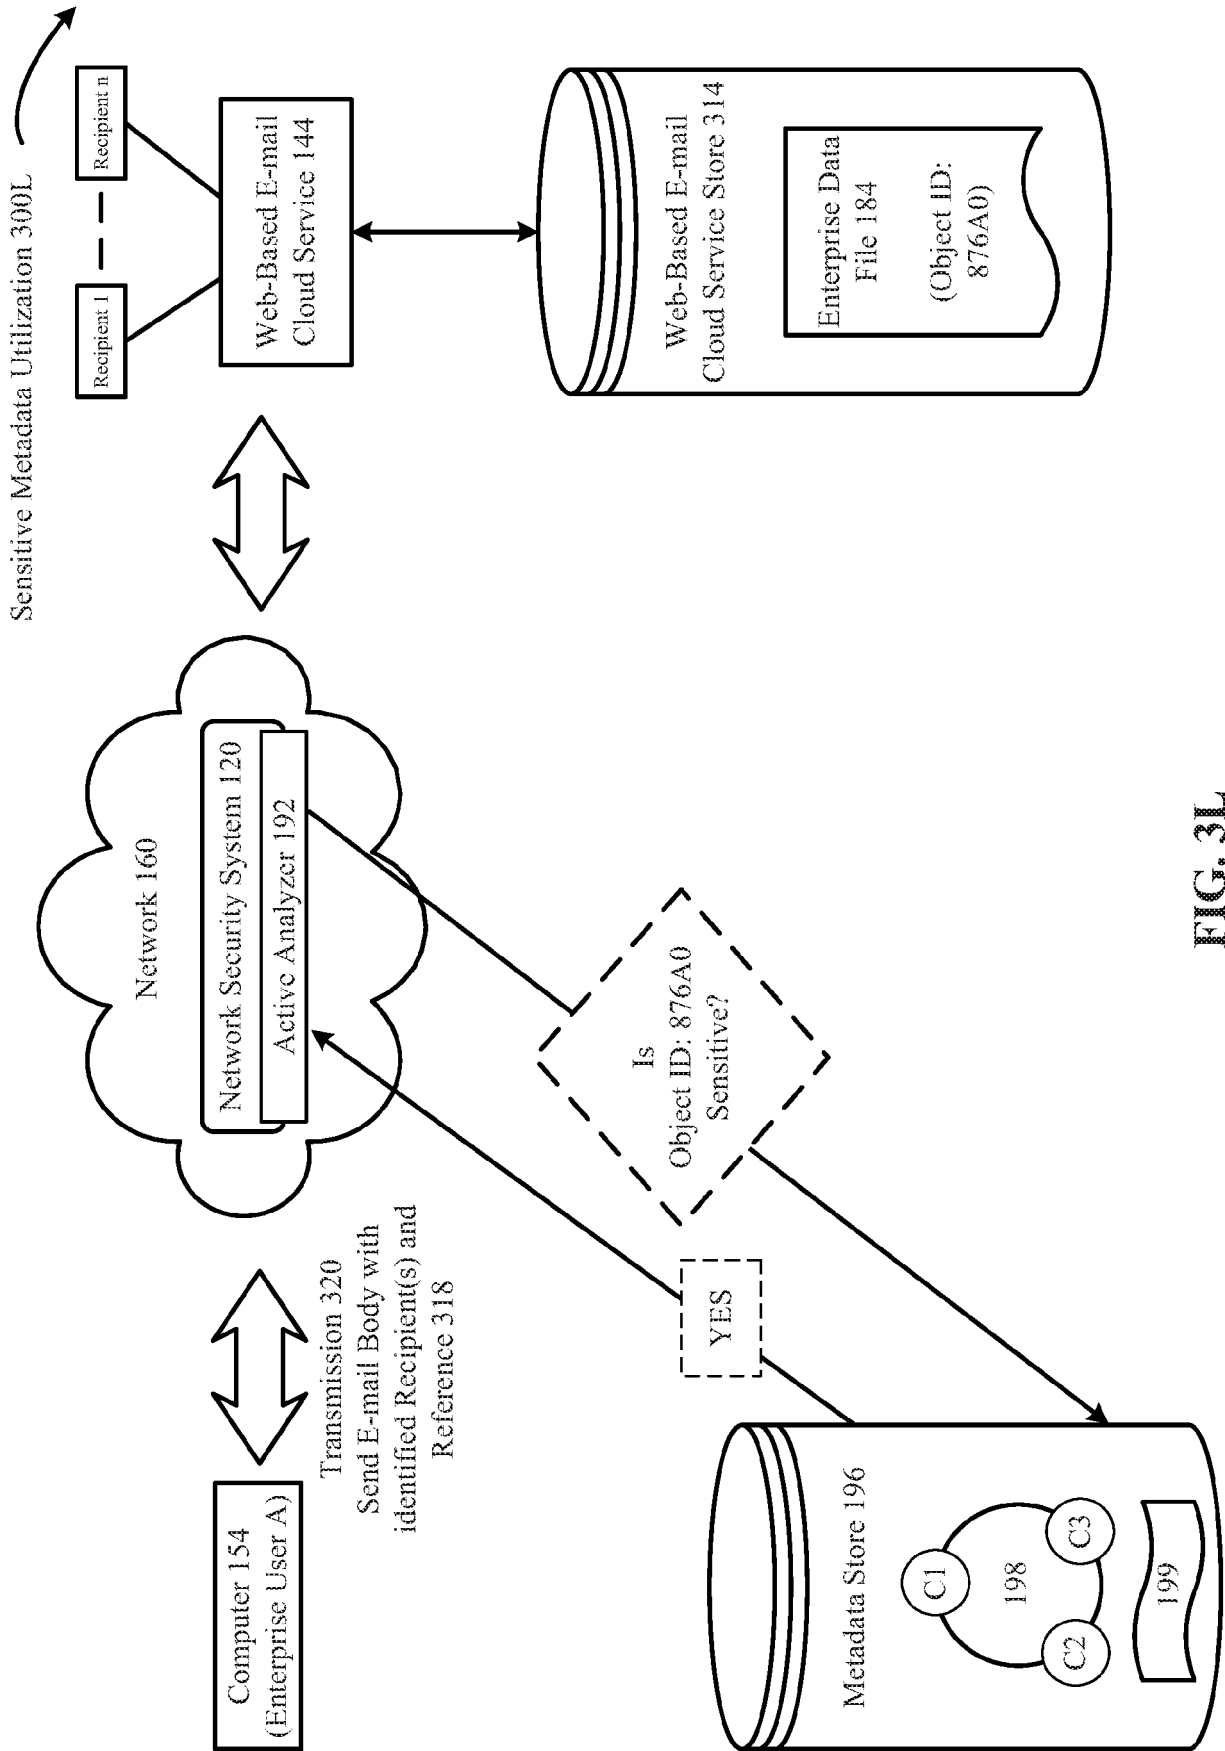 Sensitive Metadata Utilization 300L
Recipient 1
Recipient n
Computer 154
(Enterprise User A)
Network 160
Network Security System 120
Active Analyzer 192
Web-Based E-mail
Cloud Service 144
Transmission 320
Send E-mail Body with
identified Recipient(s) and
Reference 318
YES
Is
Object ID: 876A0
Sensitive?
Web-Based E-mail
Cloud Service Store 314
Enterprise Data
File 184
(Object ID:
876A0)
Metadata Store 196
C1
198
C2
C3
199
FIG. 3L